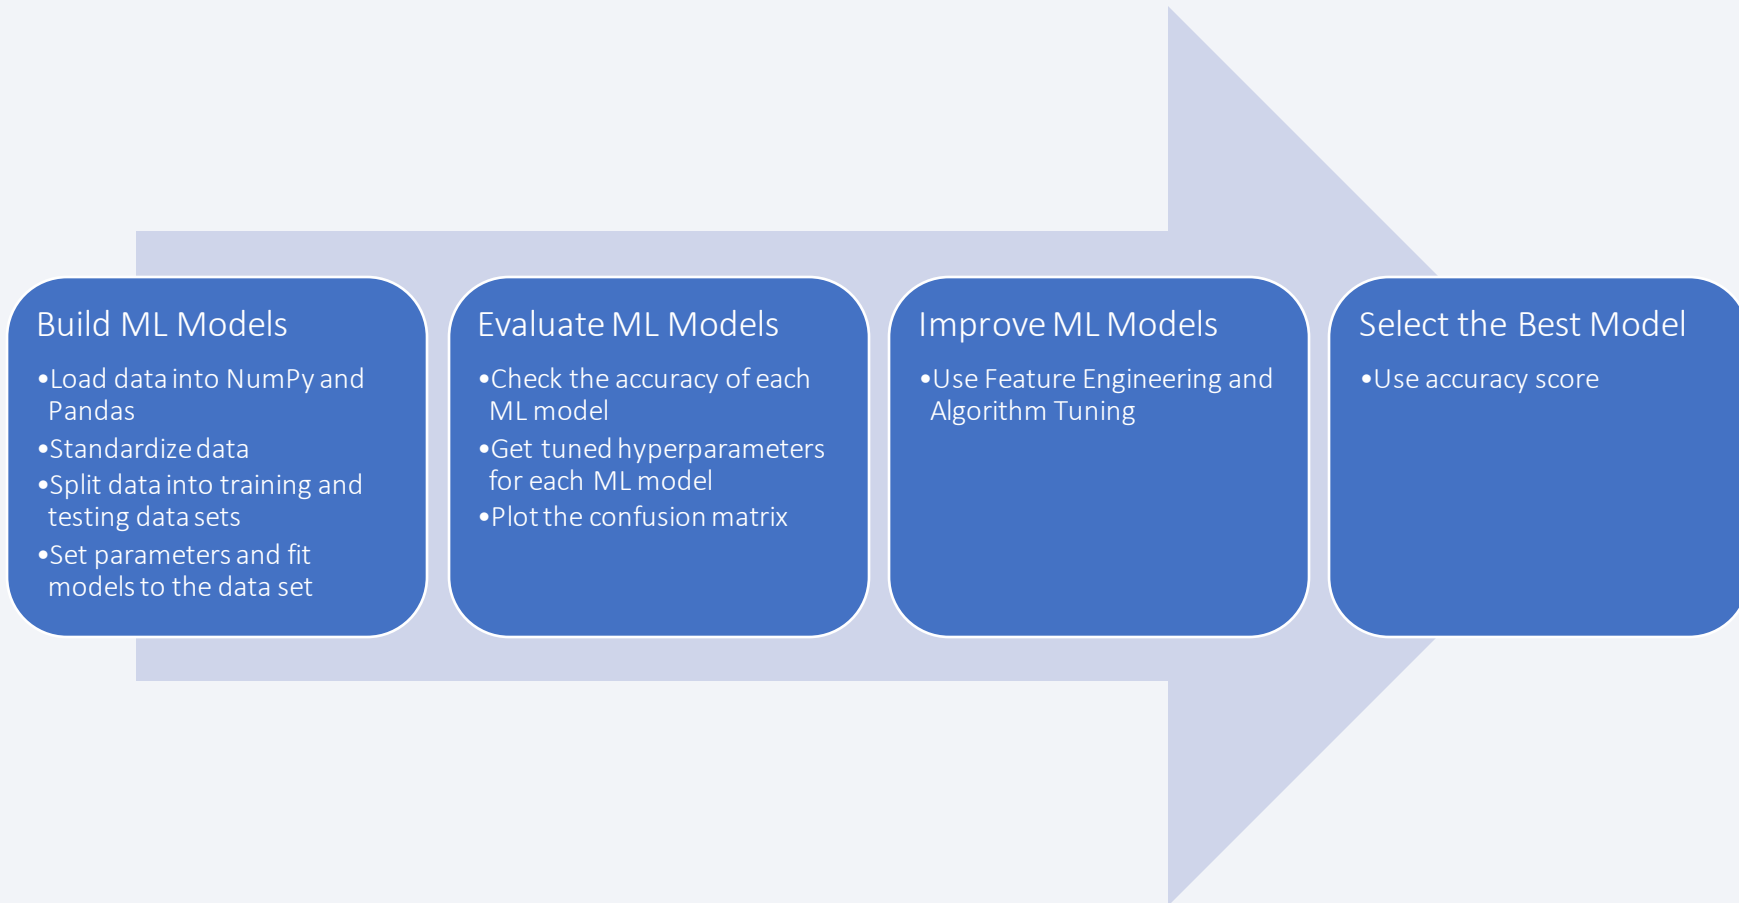 Build ML Models
•Load data into NumPy and
Pandas
•Standardize data
•Split data into training and
testing data sets
•Set parameters and fit
models to the data set
Evaluate ML Models
•Check the accuracy of each
ML model
•Get tuned hyperparameters
for each ML model
•Plot the confusion matrix
Improve ML Models
•Use Feature Engineering and
Algorithm Tuning
Select the Best Model
•Use accuracy score